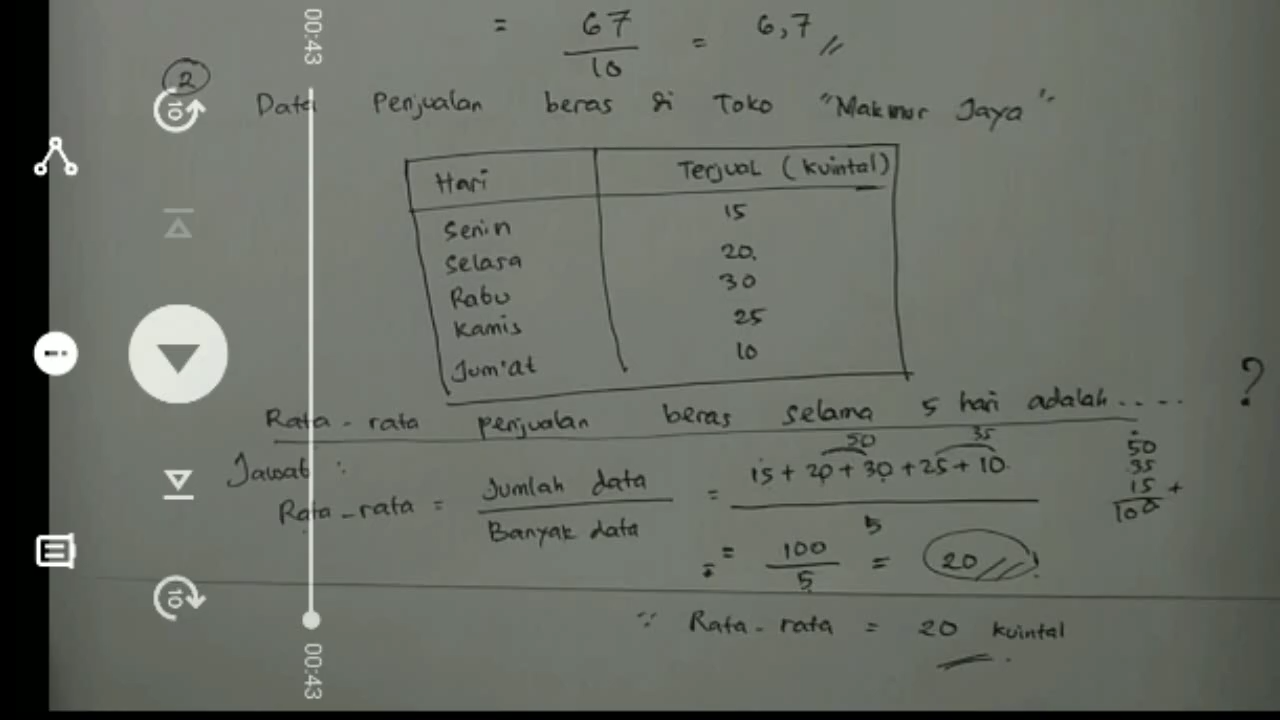 = 67/10 = 6,7
2
Data Penjualan beras di Toko "Makmur Jaya"
Hari Terjual (kuintal)
Senin 15
Selasa 20
Rabu 30
Kamis 25
Jum'at 10
Rata-rata penjualan beras selama 5 hari adalah.... ?
Jawab :
50 35
Rata-rata = Jumlah data / Banyak data = 15 + 20 + 30 + 25 + 10 / 5
50
35
15 +
100
= 100/5 = 20
∵ Rata-rata = 20 kuintal
00:43
00:43
10
10